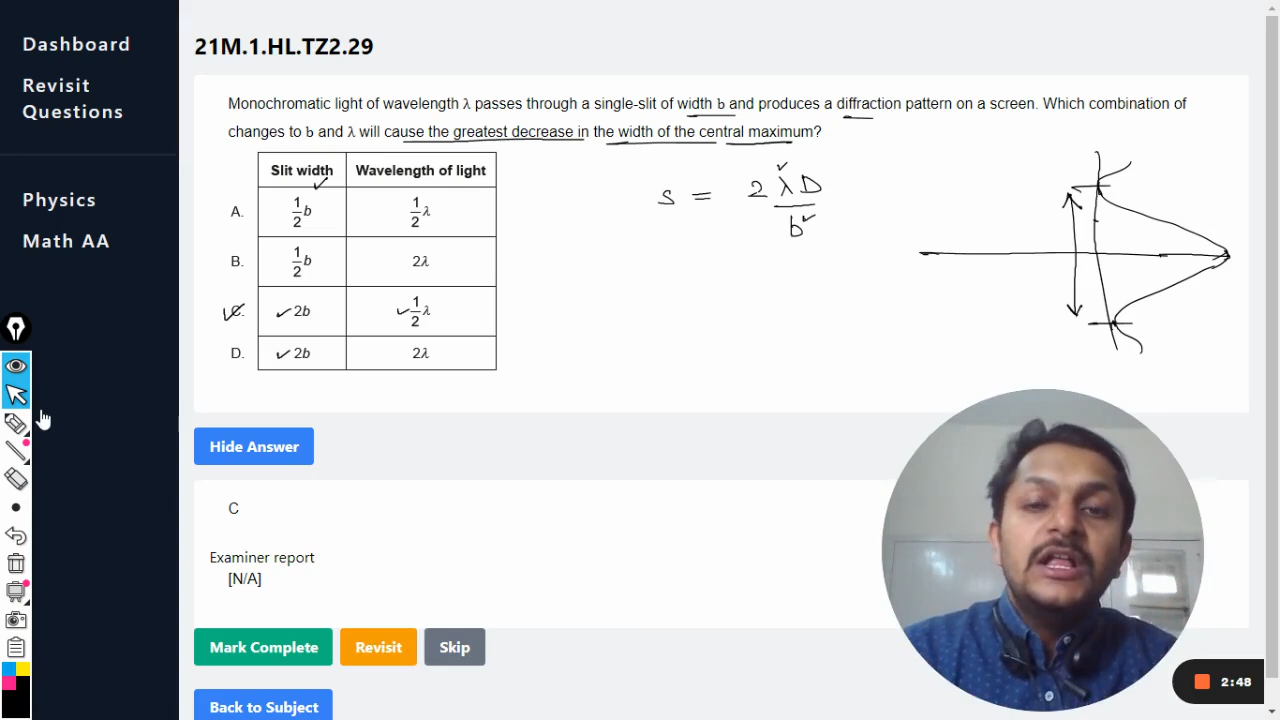 Dashboard
Revisit
Questions
Physics
Math AA
21M.1.HL.TZ2.29
Monochromatic light of wavelength λ passes through a single-slit of width b and produces a diffraction pattern on a screen. Which combination of
changes to b and λ will cause the greatest decrease in the width of the central maximum?
Slit width Wavelength of light
A. 1/2 b 1/2 λ
B. 1/2 b 2λ
C. 2b 1/2 λ
D. 2b 2λ
s = 2λD/b
Hide Answer
C
Examiner report
[N/A]
Mark Complete Revisit Skip
2:48
Back to Subject